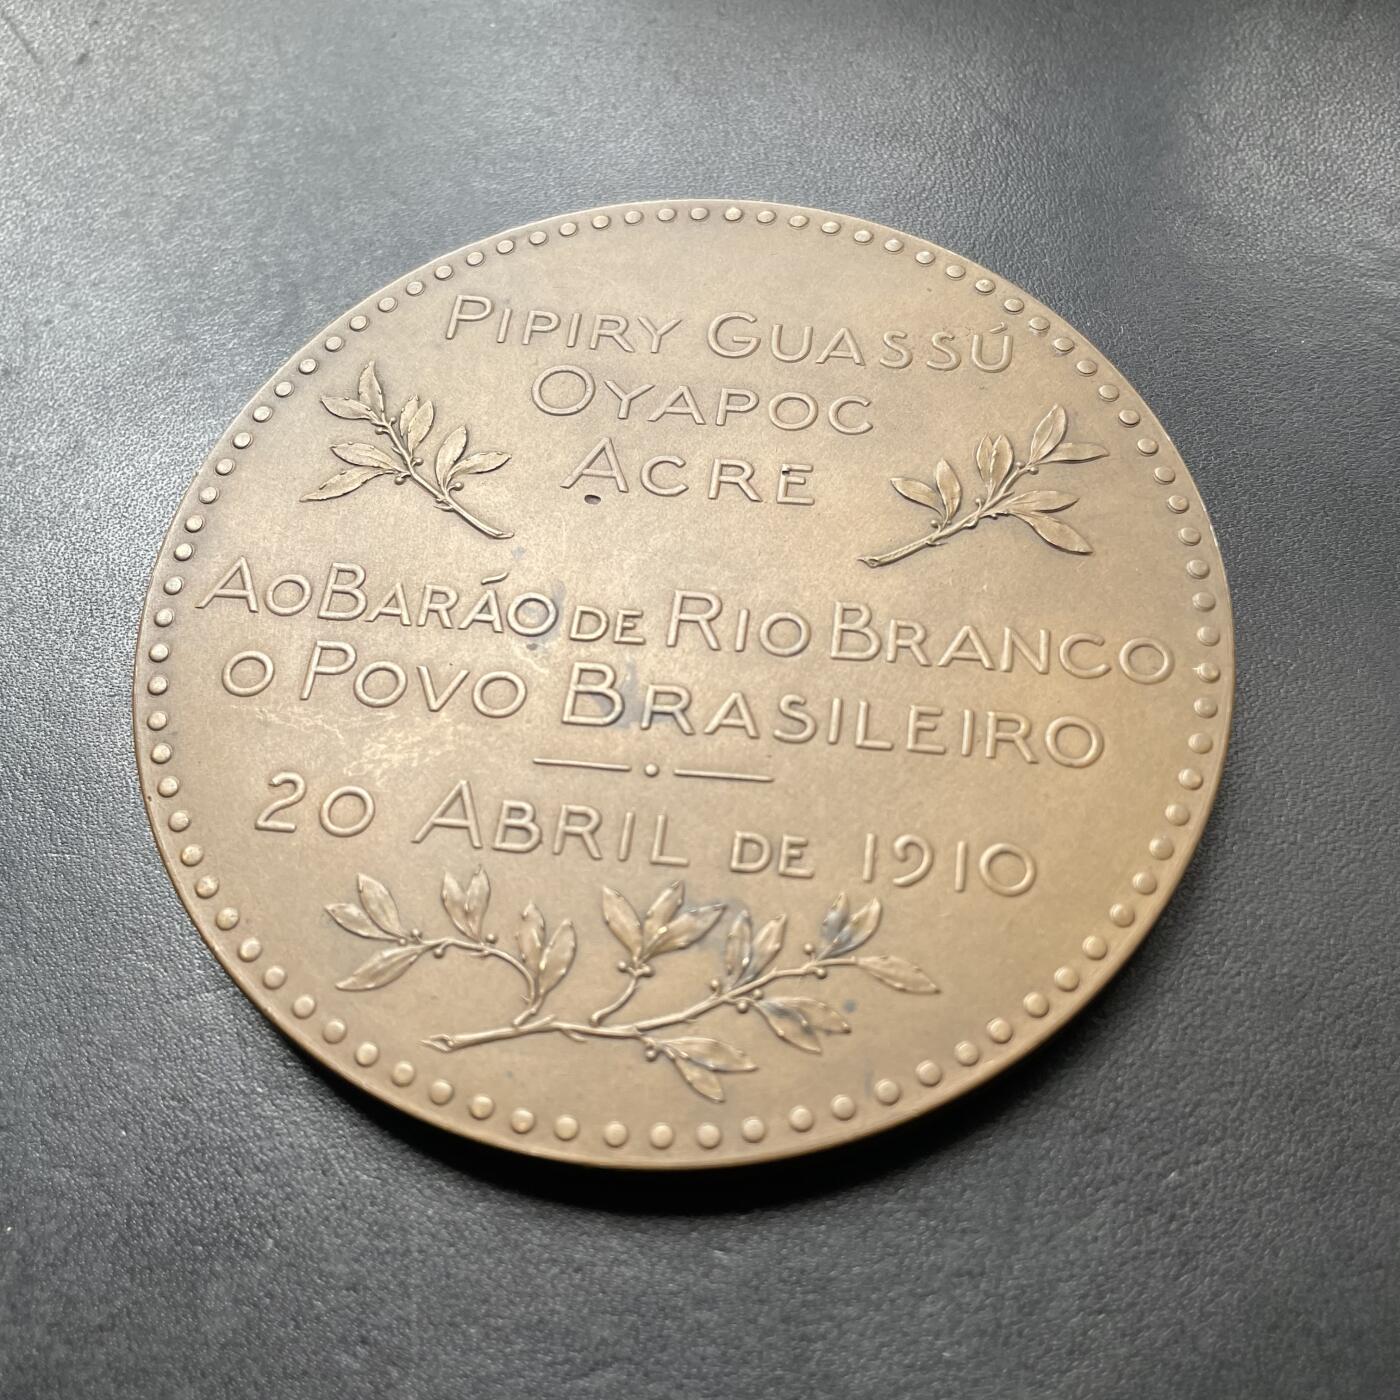 PIPIRY GUASSÚ
OYAPOC
ACRE
AO BARÃO DE RIO BRANCO
O POVO BRASILEIRO
20 ABRIL DE 1910